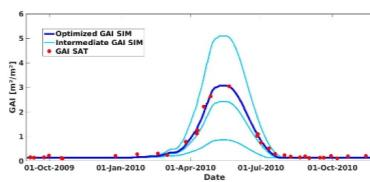 6
5
4
3
2
1
0
GAI [m²/m²]
Optimized GAI SIM
Intermediate GAI SIM
GAI SAT
01-Oct-2009 01-Jan-2010 01-Apr-2010 01-Jul-2010 01-Oct-2010
Date